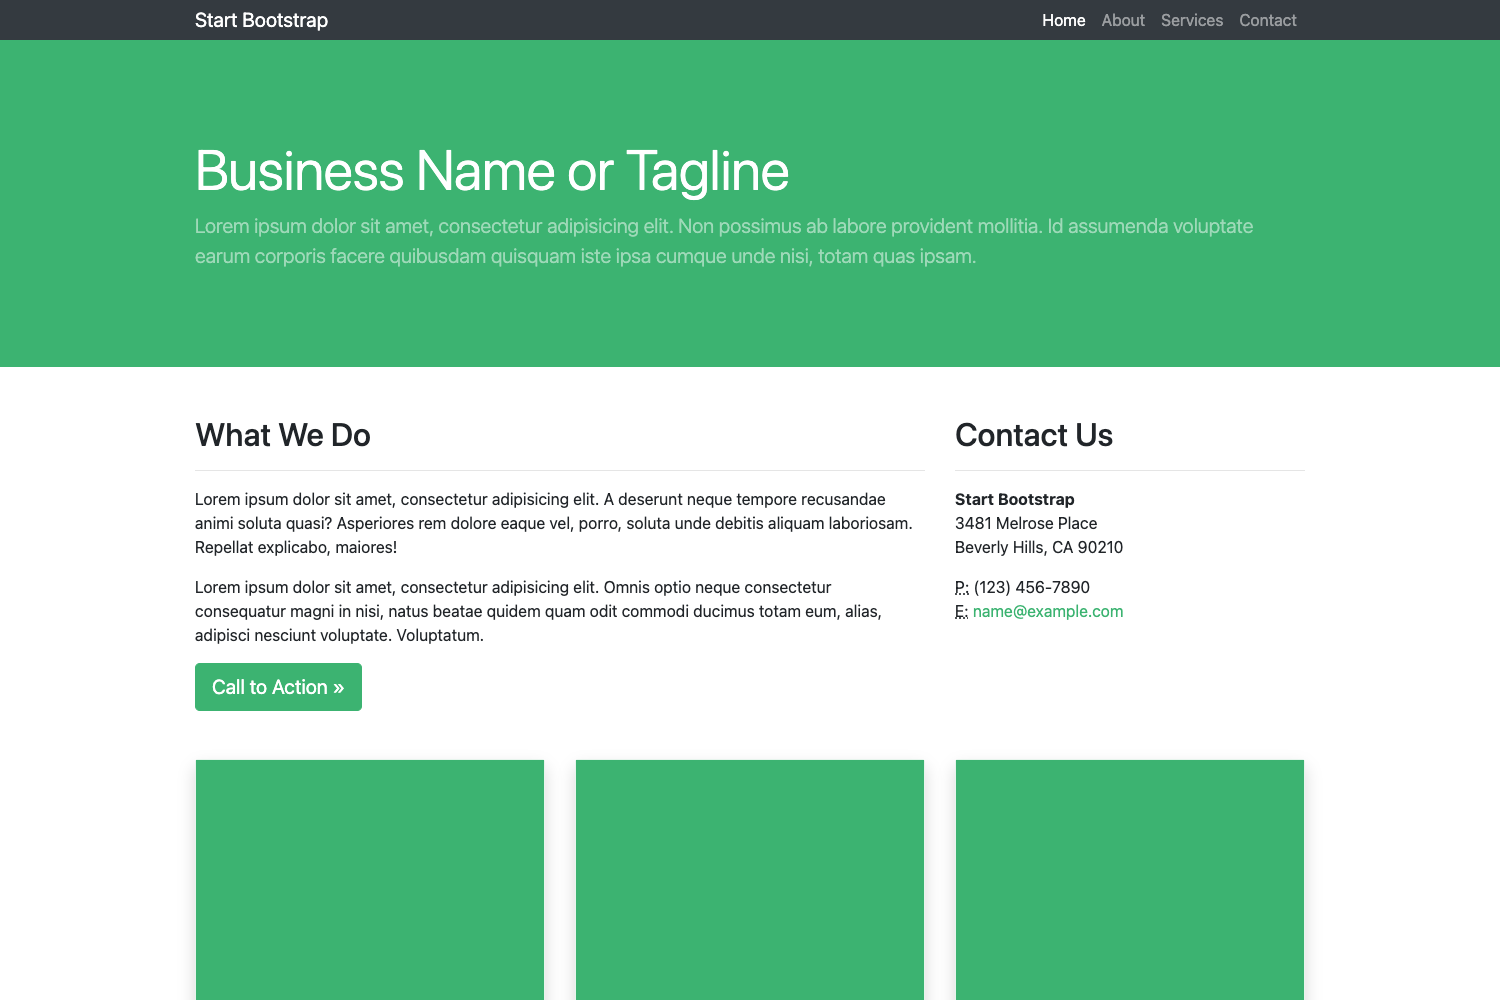 Start Bootstrap
Home About Services Contact
Business Name or Tagline
Lorem ipsum dolor sit amet, consectetur adipisicing elit. Non possimus ab labore provident mollitia. Id assumenda voluptate
earum corporis facere quibusdam quisquam iste ipsa cumque unde nisi, totam quas ipsam.
What We Do
Lorem ipsum dolor sit amet, consectetur adipisicing elit. A deserunt neque tempore recusandae
animi soluta quasi? Asperiores rem dolore eaque vel, porro, soluta unde debitis aliquam laboriosam.
Repellat explicabo, maiores!
Lorem ipsum dolor sit amet, consectetur adipisicing elit. Omnis optio neque consectetur
consequatur magni in nisi, natus beatae quidem quam odit commodi ducimus totam eum, alias,
adipisci nesciunt voluptate. Voluptatum.
Call to Action »
Contact Us
Start Bootstrap
3481 Melrose Place
Beverly Hills, CA 90210
P: (123) 456-7890
E: name@example.com